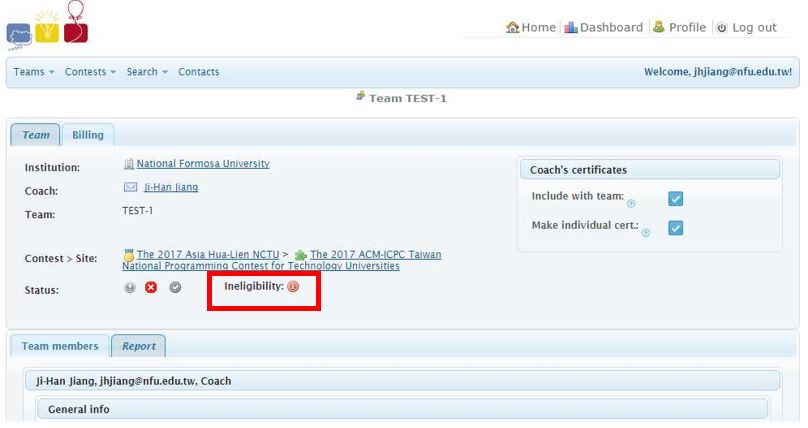 Home Dashboard Profile Log out
Teams Contests Search Contacts Welcome, jhjiang@nfu.edu.tw!
Team TEST-1
Team Billing
Institution: National Formosa University
Coach: Ji-Han Jiang
Team: TEST-1
Coach's certificates
Include with team:
Make individual cert.:
Contest > Site: The 2017 Asia Hua-Lien NCTU > The 2017 ACM-ICPC Taiwan
National Programming Contest for Technology Universities
Status: Ineligibility:
Team members Report
Ji-Han Jiang, jhjiang@nfu.edu.tw, Coach
General info